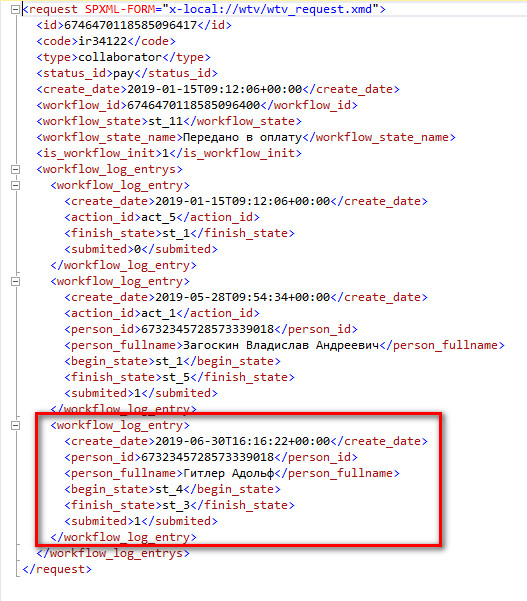 <request SPXML-FORM="x-local://wtv/wtv_request.xmd">
<id>6746470118585096417</id>
<code>ir34122</code>
<type>collaborator</type>
<status_id>pay</status_id>
<create_date>2019-01-15T09:12:06+00:00</create_date>
<workflow_id>6746470118585096400</workflow_id>
<workflow_state>st_11</workflow_state>
<workflow_state_name>Передано в оплату</workflow_state_name>
<is_workflow_init>1</is_workflow_init>
<workflow_log_entrys>
<workflow_log_entry>
<create_date>2019-01-15T09:12:06+00:00</create_date>
<action_id>act_5</action_id>
<finish_state>st_1</finish_state>
<submited>0</submited>
</workflow_log_entry>
<workflow_log_entry>
<create_date>2019-05-28T09:54:34+00:00</create_date>
<action_id>act_1</action_id>
<person_id>6732345728573339018</person_id>
<person_fullname>Загоскин Владислав Андреевич</person_fullname>
<begin_state>st_1</begin_state>
<finish_state>st_5</finish_state>
<submited>1</submited>
</workflow_log_entry>
<workflow_log_entry>
<create_date>2019-06-30T16:16:22+00:00</create_date>
<person_id>6732345728573339018</person_id>
<person_fullname>Гитлер Адольф</person_fullname>
<begin_state>st_4</begin_state>
<finish_state>st_3</finish_state>
<submited>1</submited>
</workflow_log_entry>
</workflow_log_entrys>
</request>